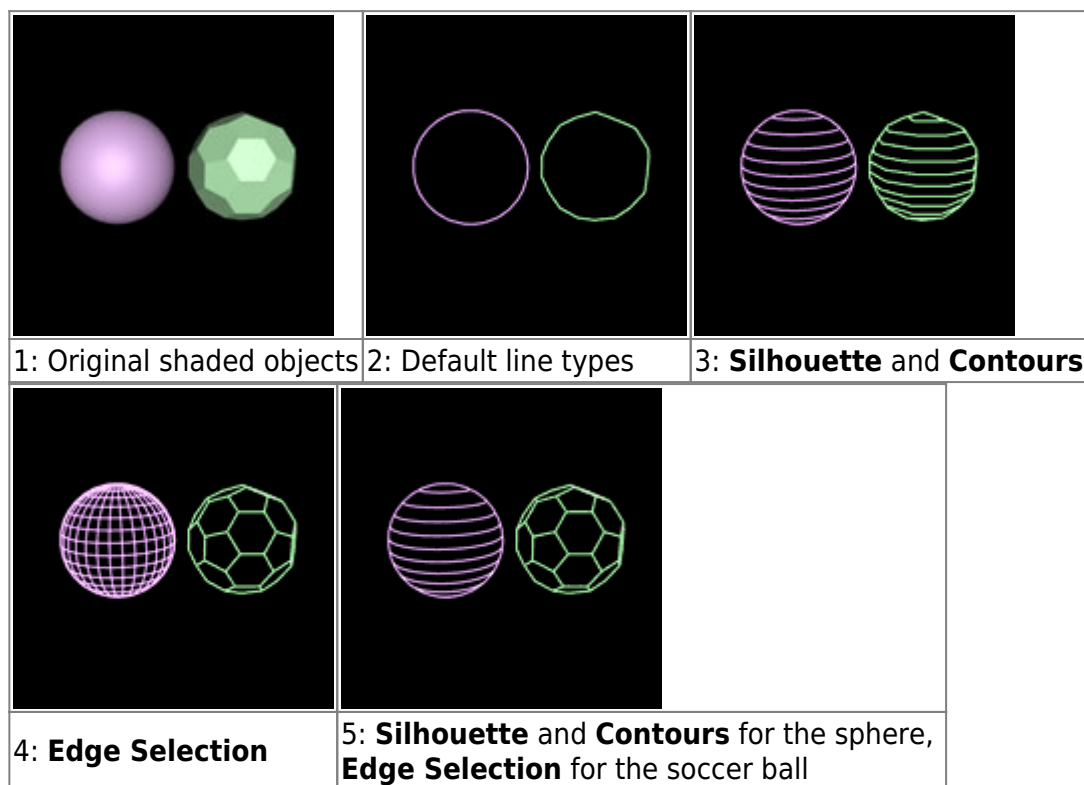 1: Original shaded objects
2: Default line types
3: Silhouette and Contours
4: Edge Selection
5: Silhouette and Contours for the sphere,
Edge Selection for the soccer ball